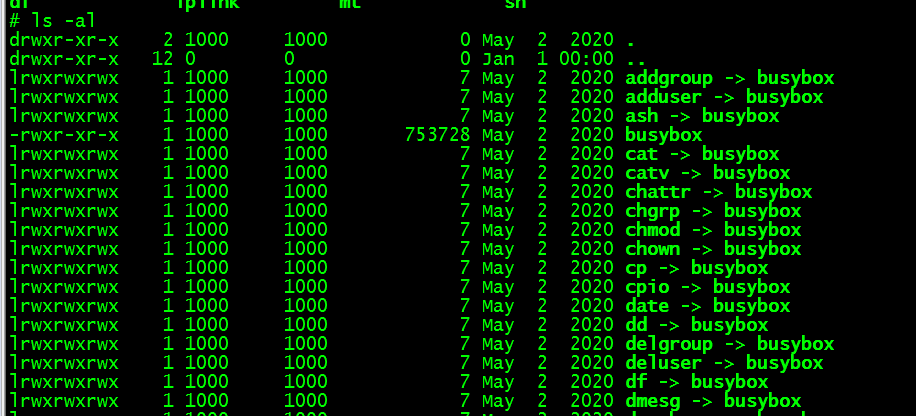 df iplink mt sh
# ls -al
drwxr-xr-x 2 1000 1000 0 May 2 2020 .
drwxr-xr-x 12 0 0 0 Jan 1 00:00 ..
lrwxrwxrwx 1 1000 1000 7 May 2 2020 addgroup -> busybox
lrwxrwxrwx 1 1000 1000 7 May 2 2020 adduser -> busybox
lrwxrwxrwx 1 1000 1000 7 May 2 2020 ash -> busybox
-rwxr-xr-x 1 1000 1000 753728 May 2 2020 busybox
lrwxrwxrwx 1 1000 1000 7 May 2 2020 cat -> busybox
lrwxrwxrwx 1 1000 1000 7 May 2 2020 catv -> busybox
lrwxrwxrwx 1 1000 1000 7 May 2 2020 chattr -> busybox
lrwxrwxrwx 1 1000 1000 7 May 2 2020 chgrp -> busybox
lrwxrwxrwx 1 1000 1000 7 May 2 2020 chmod -> busybox
lrwxrwxrwx 1 1000 1000 7 May 2 2020 chown -> busybox
lrwxrwxrwx 1 1000 1000 7 May 2 2020 cp -> busybox
lrwxrwxrwx 1 1000 1000 7 May 2 2020 cpio -> busybox
lrwxrwxrwx 1 1000 1000 7 May 2 2020 date -> busybox
lrwxrwxrwx 1 1000 1000 7 May 2 2020 dd -> busybox
lrwxrwxrwx 1 1000 1000 7 May 2 2020 delgroup -> busybox
lrwxrwxrwx 1 1000 1000 7 May 2 2020 deluser -> busybox
lrwxrwxrwx 1 1000 1000 7 May 2 2020 df -> busybox
lrwxrwxrwx 1 1000 1000 7 May 2 2020 dmesg -> busybox